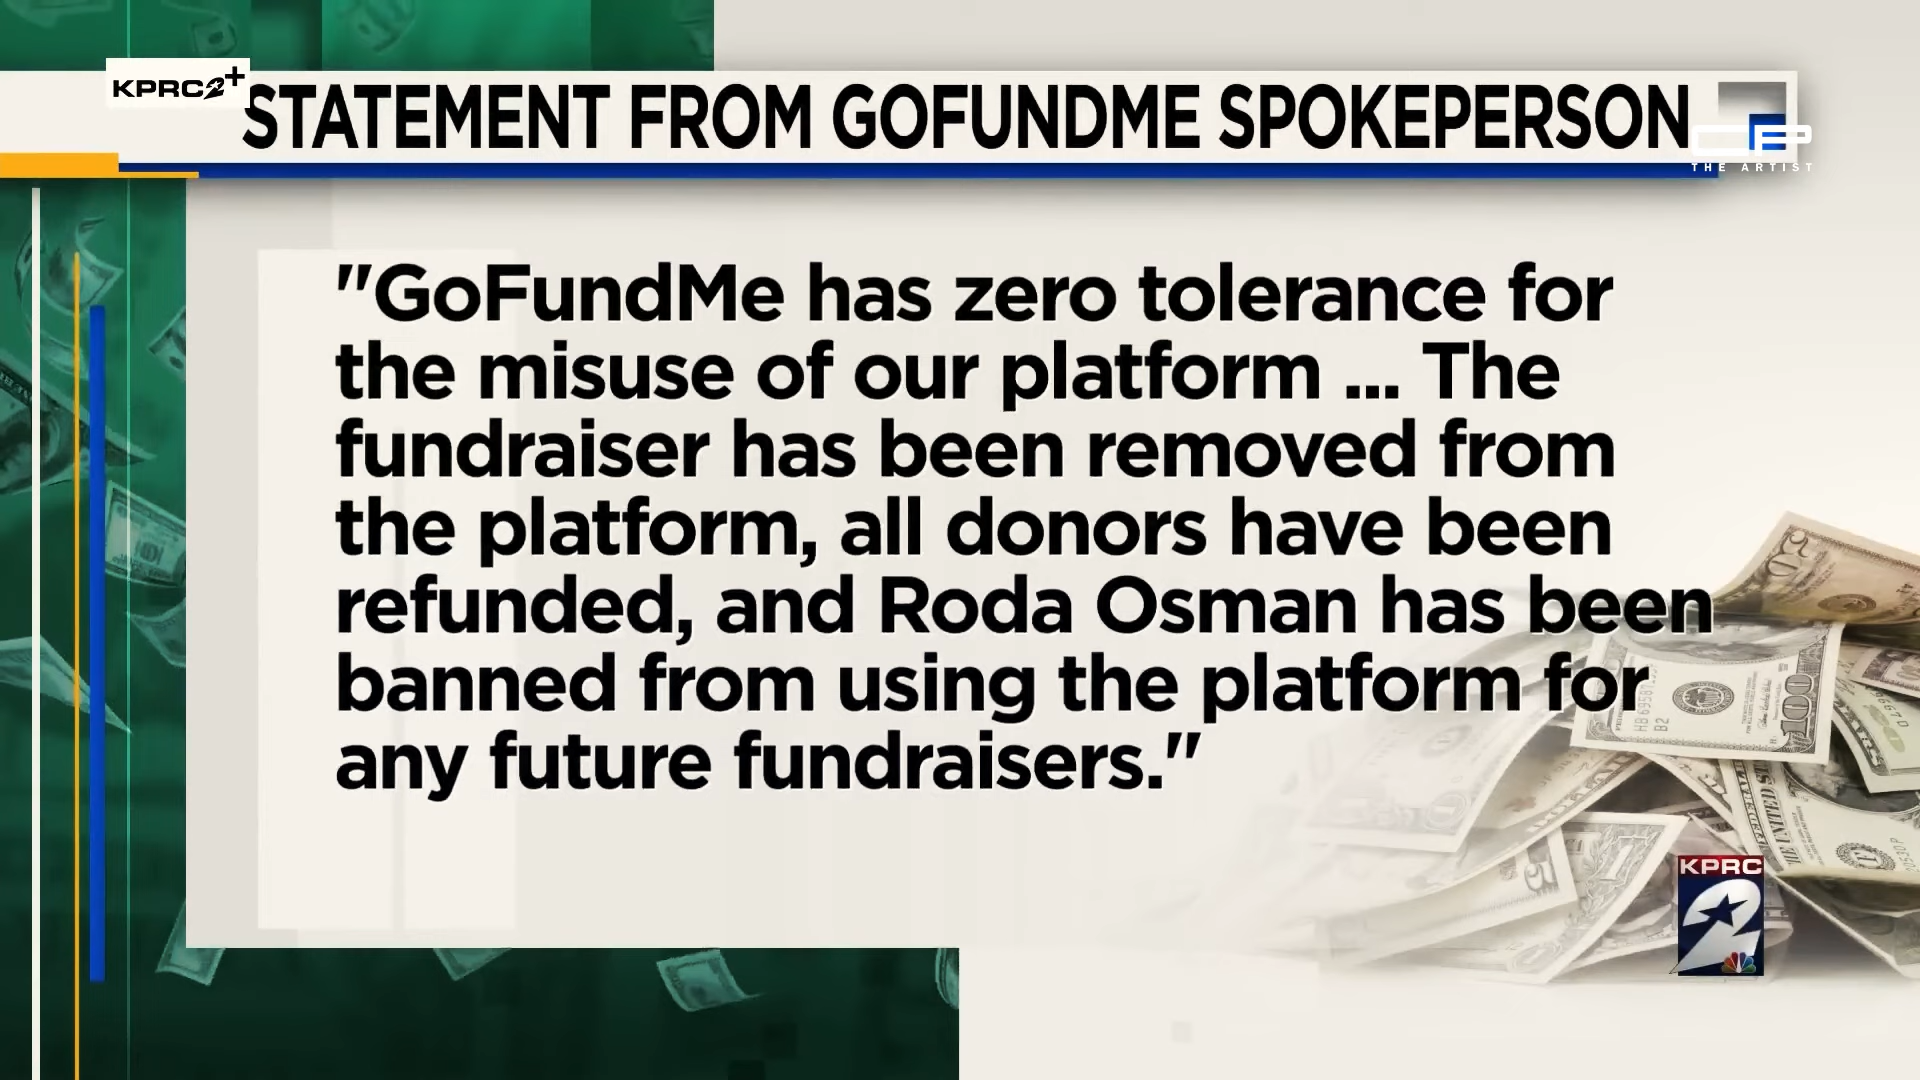 KPRC2+
STATEMENT FROM GOFUNDME SPOKEPERSON
THE ARTIST
"GoFundMe has zero tolerance for
the misuse of our platform ... The
fundraiser has been removed from
the platform, all donors have been
refunded, and Roda Osman has been
banned from using the platform for
any future fundraisers."
KPRC
2